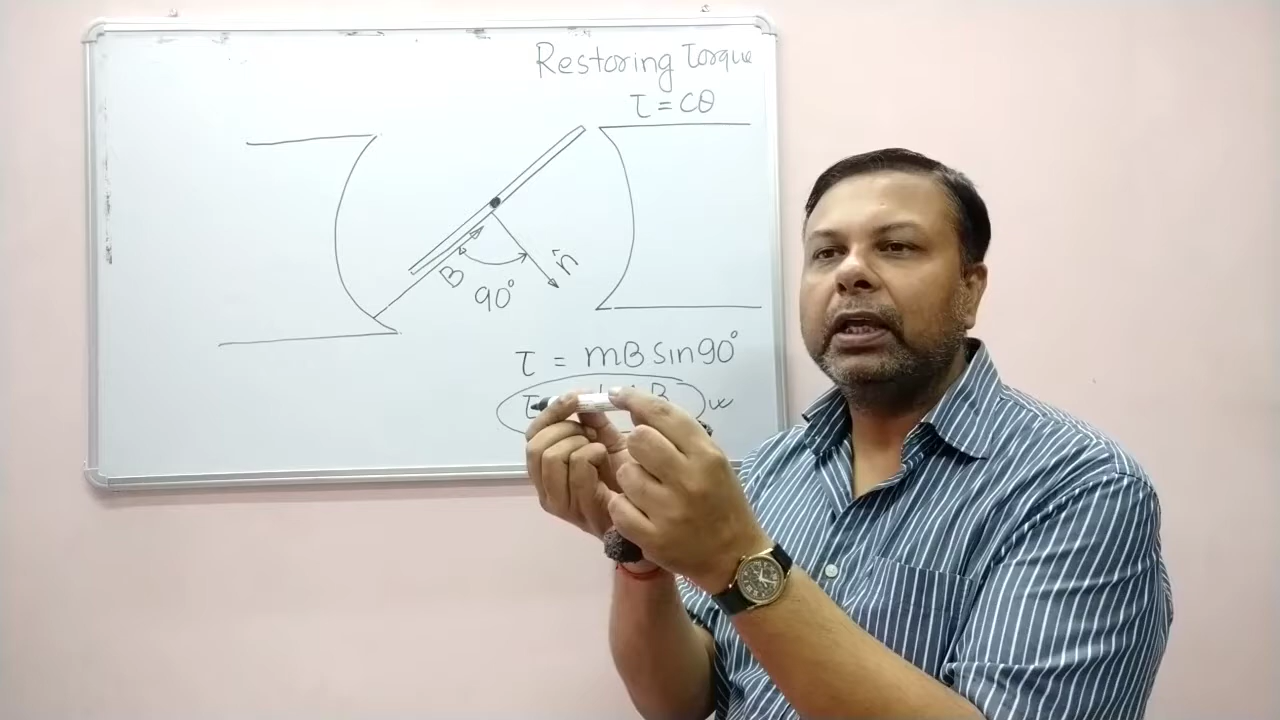 Restoring Torque
τ = Cθ
B
90°
n̂
τ = mB sin90°
τ B